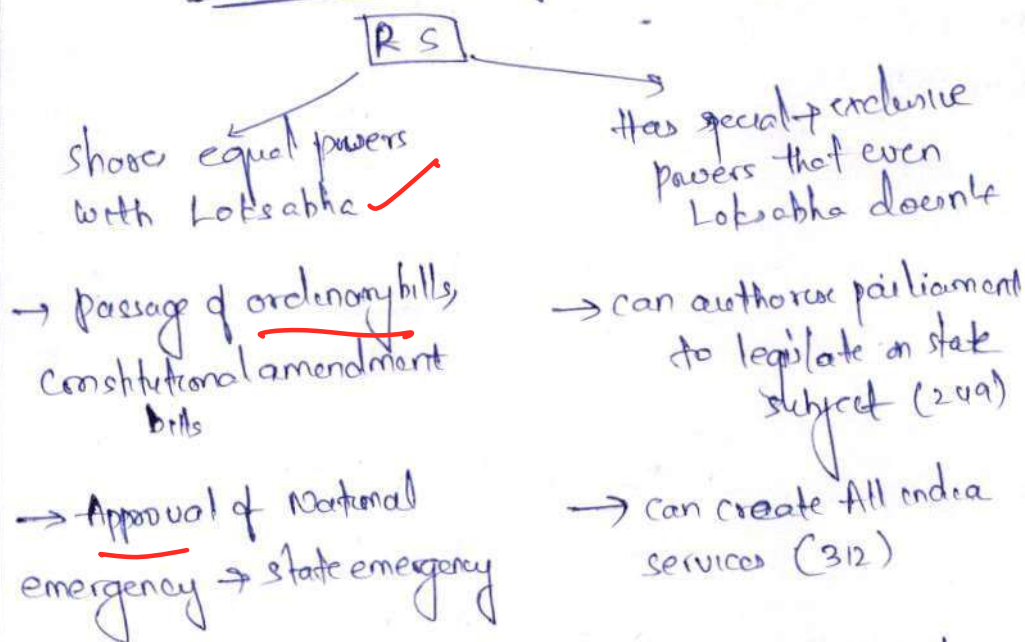 RS
share equal powers
with Loksabha
→ Passage of ordinary bills,
constitutional amendment
bills
→ Approval of National
emergency → state emergency
Has special + exclusive
powers that even
Loksabha doesnt
→ can authorise parliament
to legislate on state
subject (249)
→ can create All india
services (312)